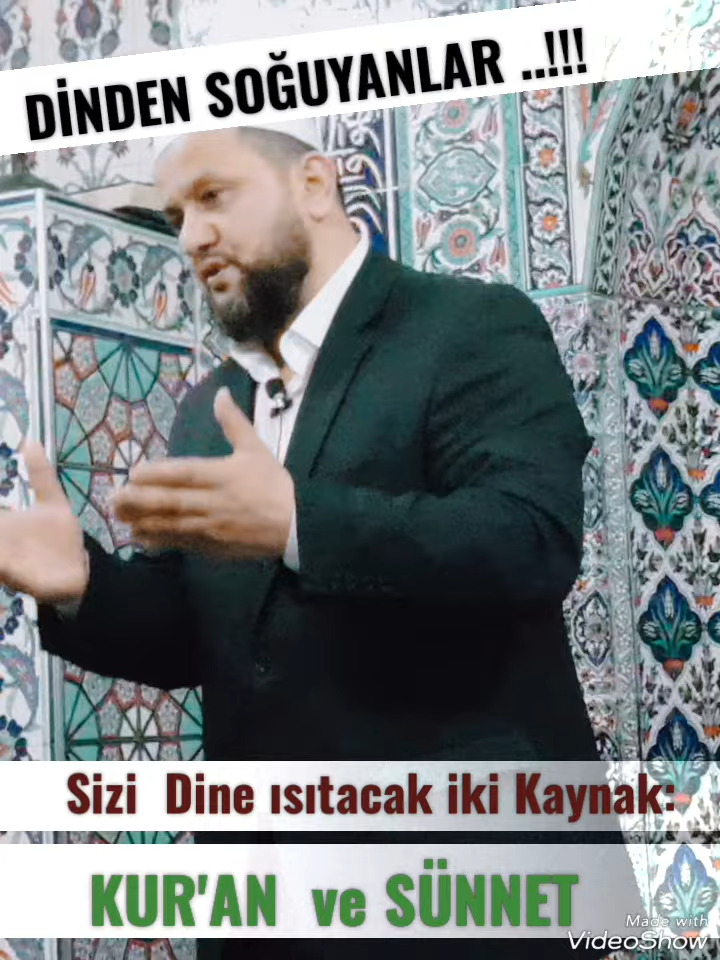 DİNDEN SOĞUYANLAR ..!!!
Sizi Dine ısıtacak iki Kaynak:
KUR'AN ve SÜNNET
Made with
VideoShow